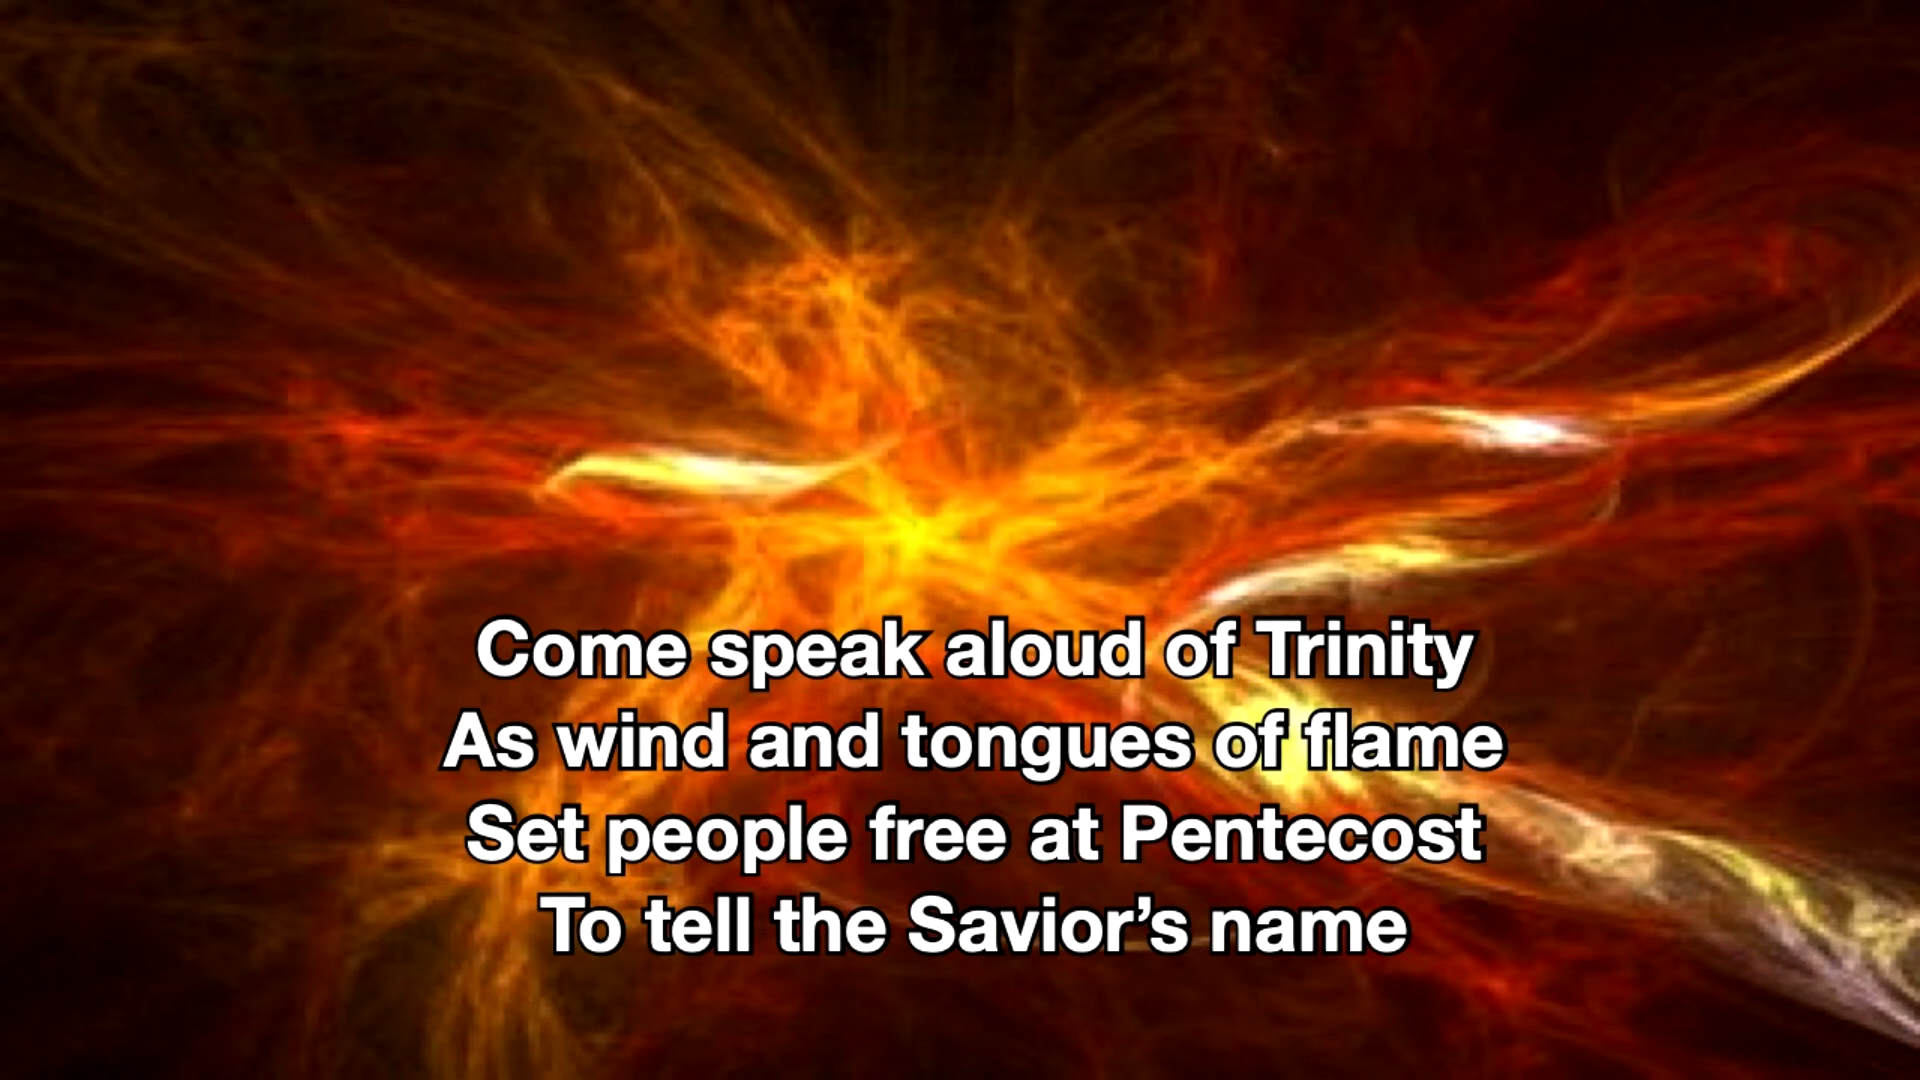 Come speak aloud of Trinity
As wind and tongues of flame
Set people free at Pentecost
To tell the Savior’s name